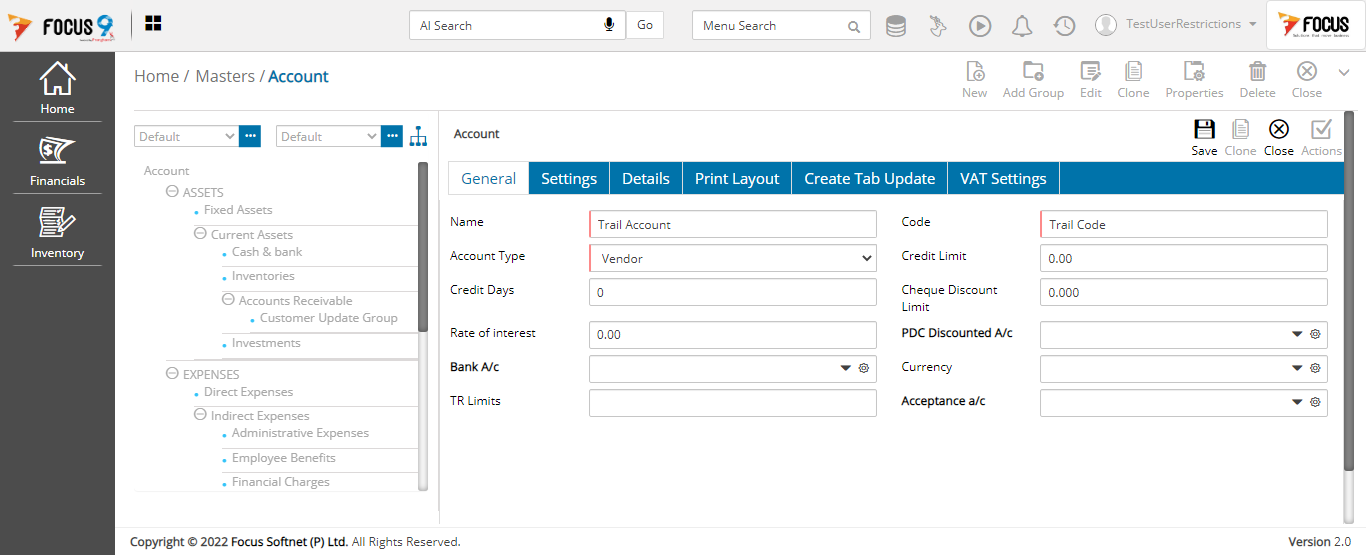 FOCUS 9
AI Search
Go
Menu Search
TestUserRestrictions
FOCUS
Home
Financials
Inventory
Home / Masters / Account
New
Add Group
Edit
Clone
Properties
Delete
Close
Default
Default
Account
ASSETS
Fixed Assets
Current Assets
Cash & bank
Inventories
Accounts Receivable
Customer Update Group
Investments
EXPENSES
Direct Expenses
Indirect Expenses
Administrative Expenses
Employee Benefits
Financial Charges
Account
Save
Clone
Close
Actions
General
Settings
Details
Print Layout
Create Tab Update
VAT Settings
Name
Trail Account
Code
Trail Code
Account Type
Vendor
Credit Limit
0.00
Credit Days
0
Cheque Discount
Limit
0.000
Rate of interest
0.00
PDC Discounted A/c
Bank A/c
Currency
TR Limits
Acceptance a/c
Copyright © 2022 Focus Softnet (P) Ltd. All Rights Reserved.
Version 2.0